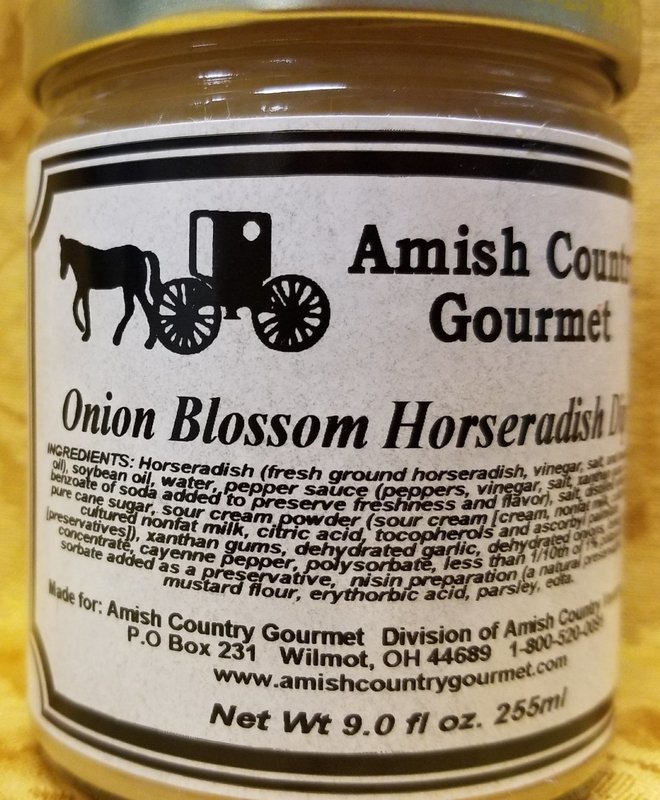 Amish Country
Gourmet
Onion Blossom Horseradish
INGREDIENTS: Horseradish (fresh ground horseradish, vinegar, salt, and
oil), soybean oil, water, pepper sauce (peppers, vinegar, salt, xanthan
benzoate of soda added to preserve freshness and flavor), salt,
pure cane sugar, sour cream powder (sour cream [cream, nonfat milk,
cultured nonfat milk, citric acid, tocopherols and ascorbyl
[preservatives]), xanthan gums, dehydrated garlic, dehydrated onions,
concentrate, cayenne pepper, polysorbate, less than 1/10th of 1%
sorbate added as a preservative, nisin preparation (a natural
mustard flour, erythorbic acid, parsley, edta.
Made for: Amish Country Gourmet Division of Amish Country
P.O Box 231 Wilmot, OH 44689 1-800-520-
www.amishcountrygourmet.com
Net Wt 9.0 fl oz. 255ml